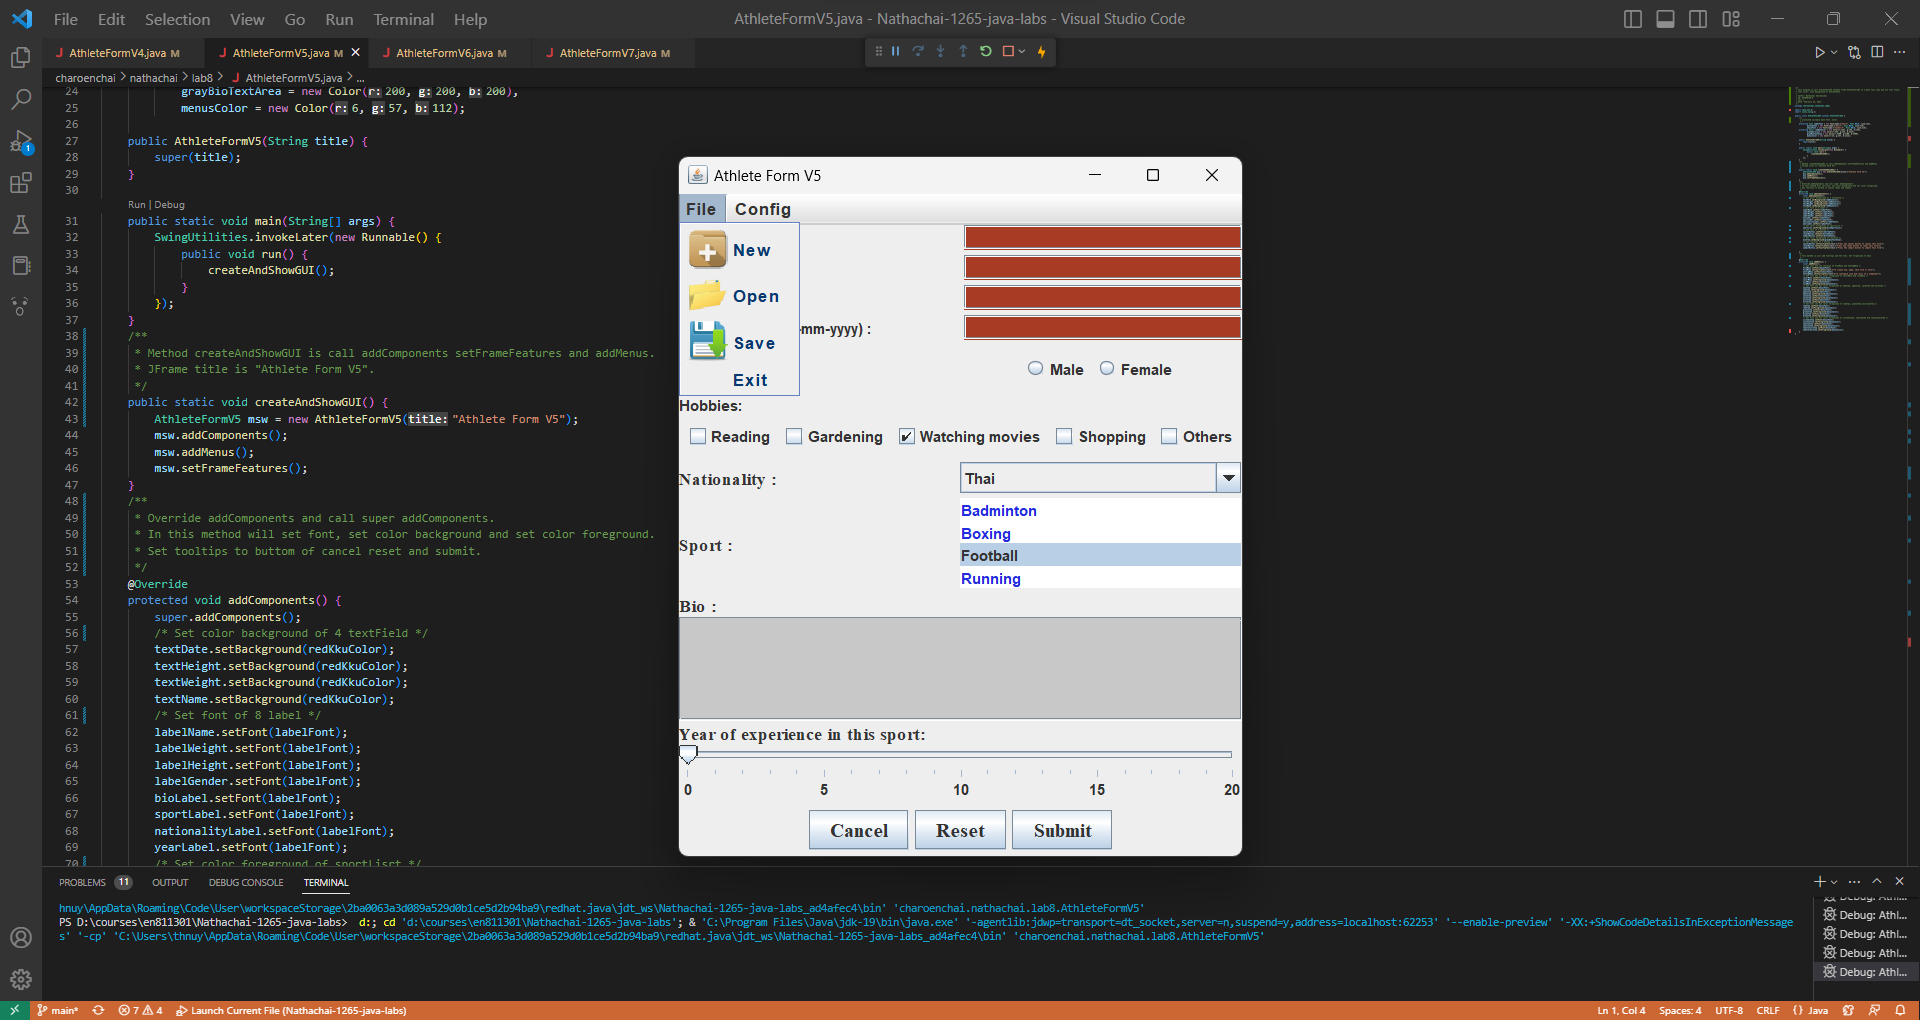 File Edit Selection View Go Run Terminal Help
AthleteFormV5.java - Nathachai-1265-java-labs - Visual Studio Code
AthleteFormV4.java M
AthleteFormV5.java M
AthleteFormV6.java M
AthleteFormV7.java M
charoenchai > nathachai > lab8 > AthleteFormV5.java > ...
24 grayBioTextArea = new Color(r: 200, g: 200, b: 200),
25 menusColor = new Color(r: 6, g: 57, b: 112);
26
27 public AthleteFormV5(String title) {
28 super(title);
29 }
30
Run | Debug
31 public static void main(String[] args) {
32 SwingUtilities.invokeLater(new Runnable() {
33 public void run() {
34 createAndShowGUI();
35 }
36 });
37 }
38 /**
39 * Method createAndShowGUI is call addComponents setFrameFeatures and addMenus.
40 * JFrame title is "Athlete Form V5".
41 */
42 public static void createAndShowGUI() {
43 AthleteFormV5 msw = new AthleteFormV5(title: "Athlete Form V5");
44 msw.addComponents();
45 msw.addMenus();
46 msw.setFrameFeatures();
47 }
48 /**
49 * Override addComponents and call super addComponents.
50 * In this method will set font, set color background and set color foreground.
51 * Set tooltips to buttom of cancel reset and submit.
52 */
53 @Override
54 protected void addComponents() {
55 super.addComponents();
56 /* Set color background of 4 textField */
57 textDate.setBackground(redKkuColor);
58 textHeight.setBackground(redKkuColor);
59 textWeight.setBackground(redKkuColor);
60 textName.setBackground(redKkuColor);
61 /* Set font of 8 label */
62 labelName.setFont(labelFont);
63 labelWeight.setFont(labelFont);
64 labelHeight.setFont(labelFont);
65 labelGender.setFont(labelFont);
66 bioLabel.setFont(labelFont);
67 sportLabel.setFont(labelFont);
68 nationalityLabel.setFont(labelFont);
69 yearLabel.setFont(labelFont);
70 /* Set color foreground of sportLisrt */
Athlete Form V5
File Config
New
Open
Save
Exit
-mm-yyyy) :
Male Female
Hobbies:
Reading Gardening Watching movies Shopping Others
Nationality : Thai
Badminton
Boxing
Sport :
Football
Running
Bio :
Year of experience in this sport:
0 5 10 15 20
Cancel Reset Submit
PROBLEMS 11 OUTPUT DEBUG CONSOLE TERMINAL
hnuy\AppData\Roaming\Code\User\workspaceStorage\2ba0063a3d089a529d0b1ce5d2b94ba9\redhat.java\jdt_ws\Nathachai-1265-java-labs_ad4afec4\bin' 'charoenchai.nathachai.lab8.AthleteFormV5'
PS D:\courses\en811301\Nathachai-1265-java-labs> d:; cd 'd:\courses\en811301\Nathachai-1265-java-labs'; & 'C:\Program Files\Java\jdk-19\bin\java.exe' '-agentlib:jdwp=transport=dt_socket,server=n,suspend=y,address=localhost:62253' '--enable-preview' '-XX:+ShowCodeDetailsInExceptionMessage
s' '-cp' 'C:\Users\thnuy\AppData\Roaming\Code\User\workspaceStorage\2ba0063a3d089a529d0b1ce5d2b94ba9\redhat.java\jdt_ws\Nathachai-1265-java-labs_ad4afec4\bin' 'charoenchai.nathachai.lab8.AthleteFormV5'
Debug: Athl...
Debug: Athl...
Debug: Athl...
Debug: Athl...
Debug: Athl...
1
main* 7 4 Launch Current File (Nathachai-1265-java-labs)
Ln 1, Col 4 Spaces: 4 UTF-8 CRLF {} Java